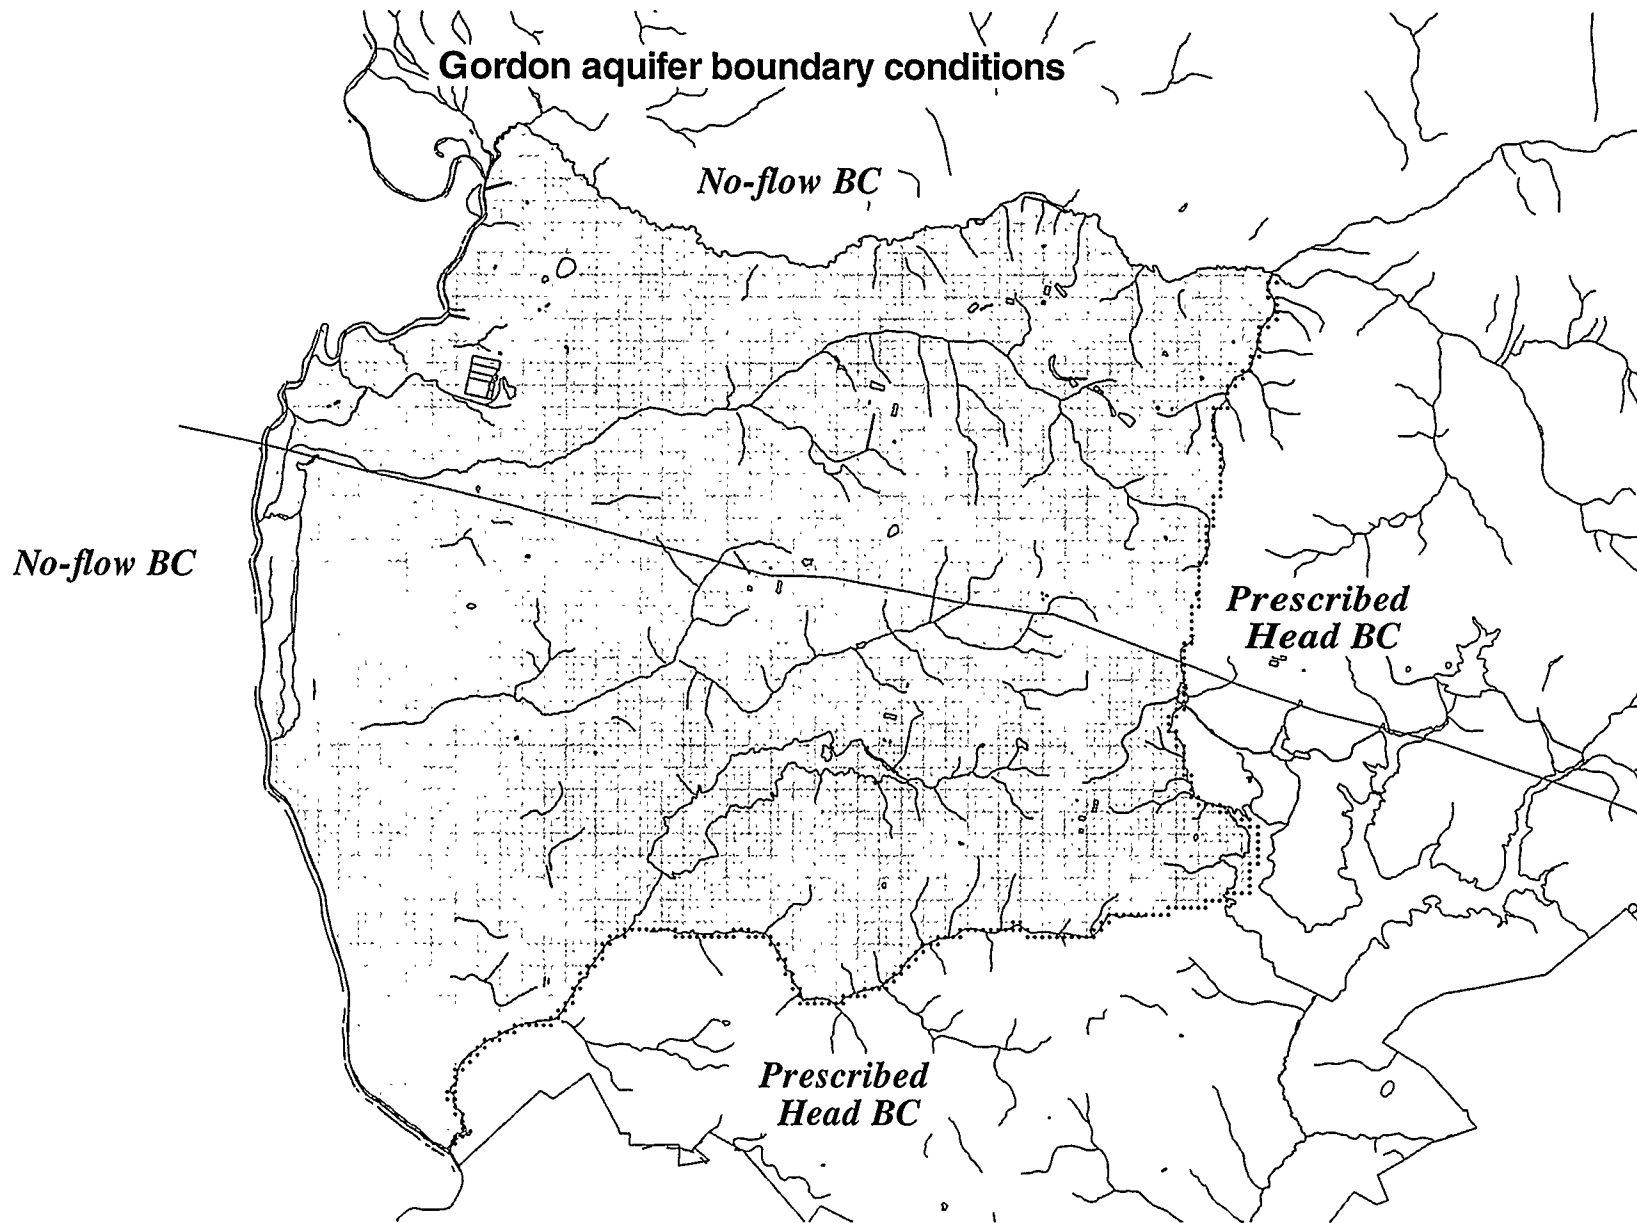 Gordon aquifer boundary conditions
No-flow BC
No-flow BC
Prescribed
Head BC
Prescribed
Head BC